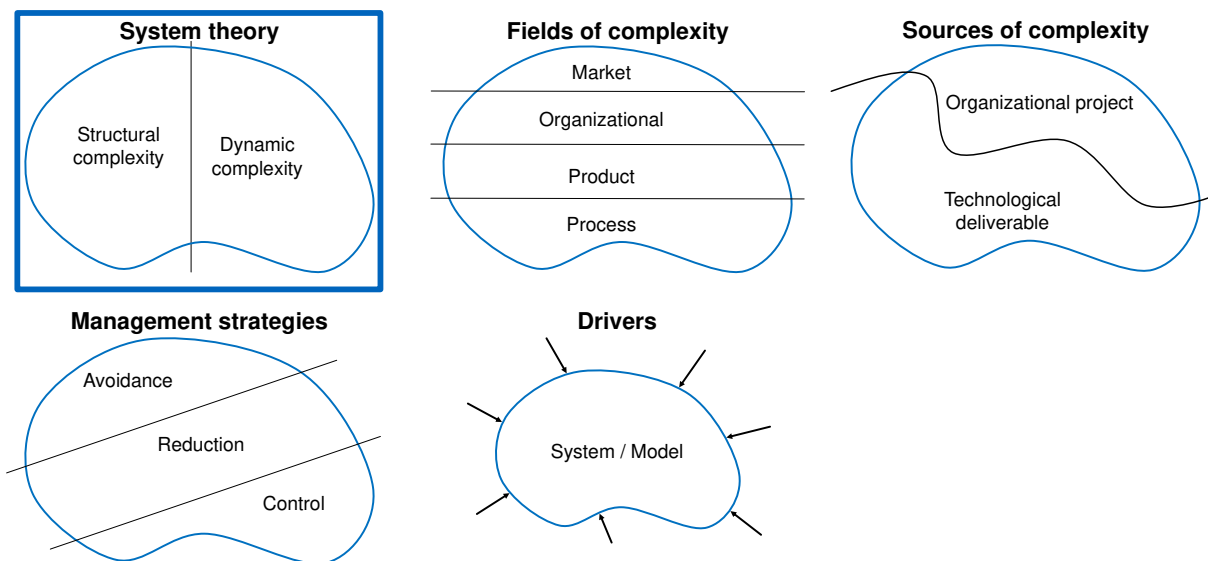 System theory
Structural
complexity
Dynamic
complexity
Fields of complexity
Market
Organizational
Product
Process
Sources of complexity
Organizational project
Technological
deliverable
Management strategies
Avoidance
Reduction
Control
Drivers
System / Model